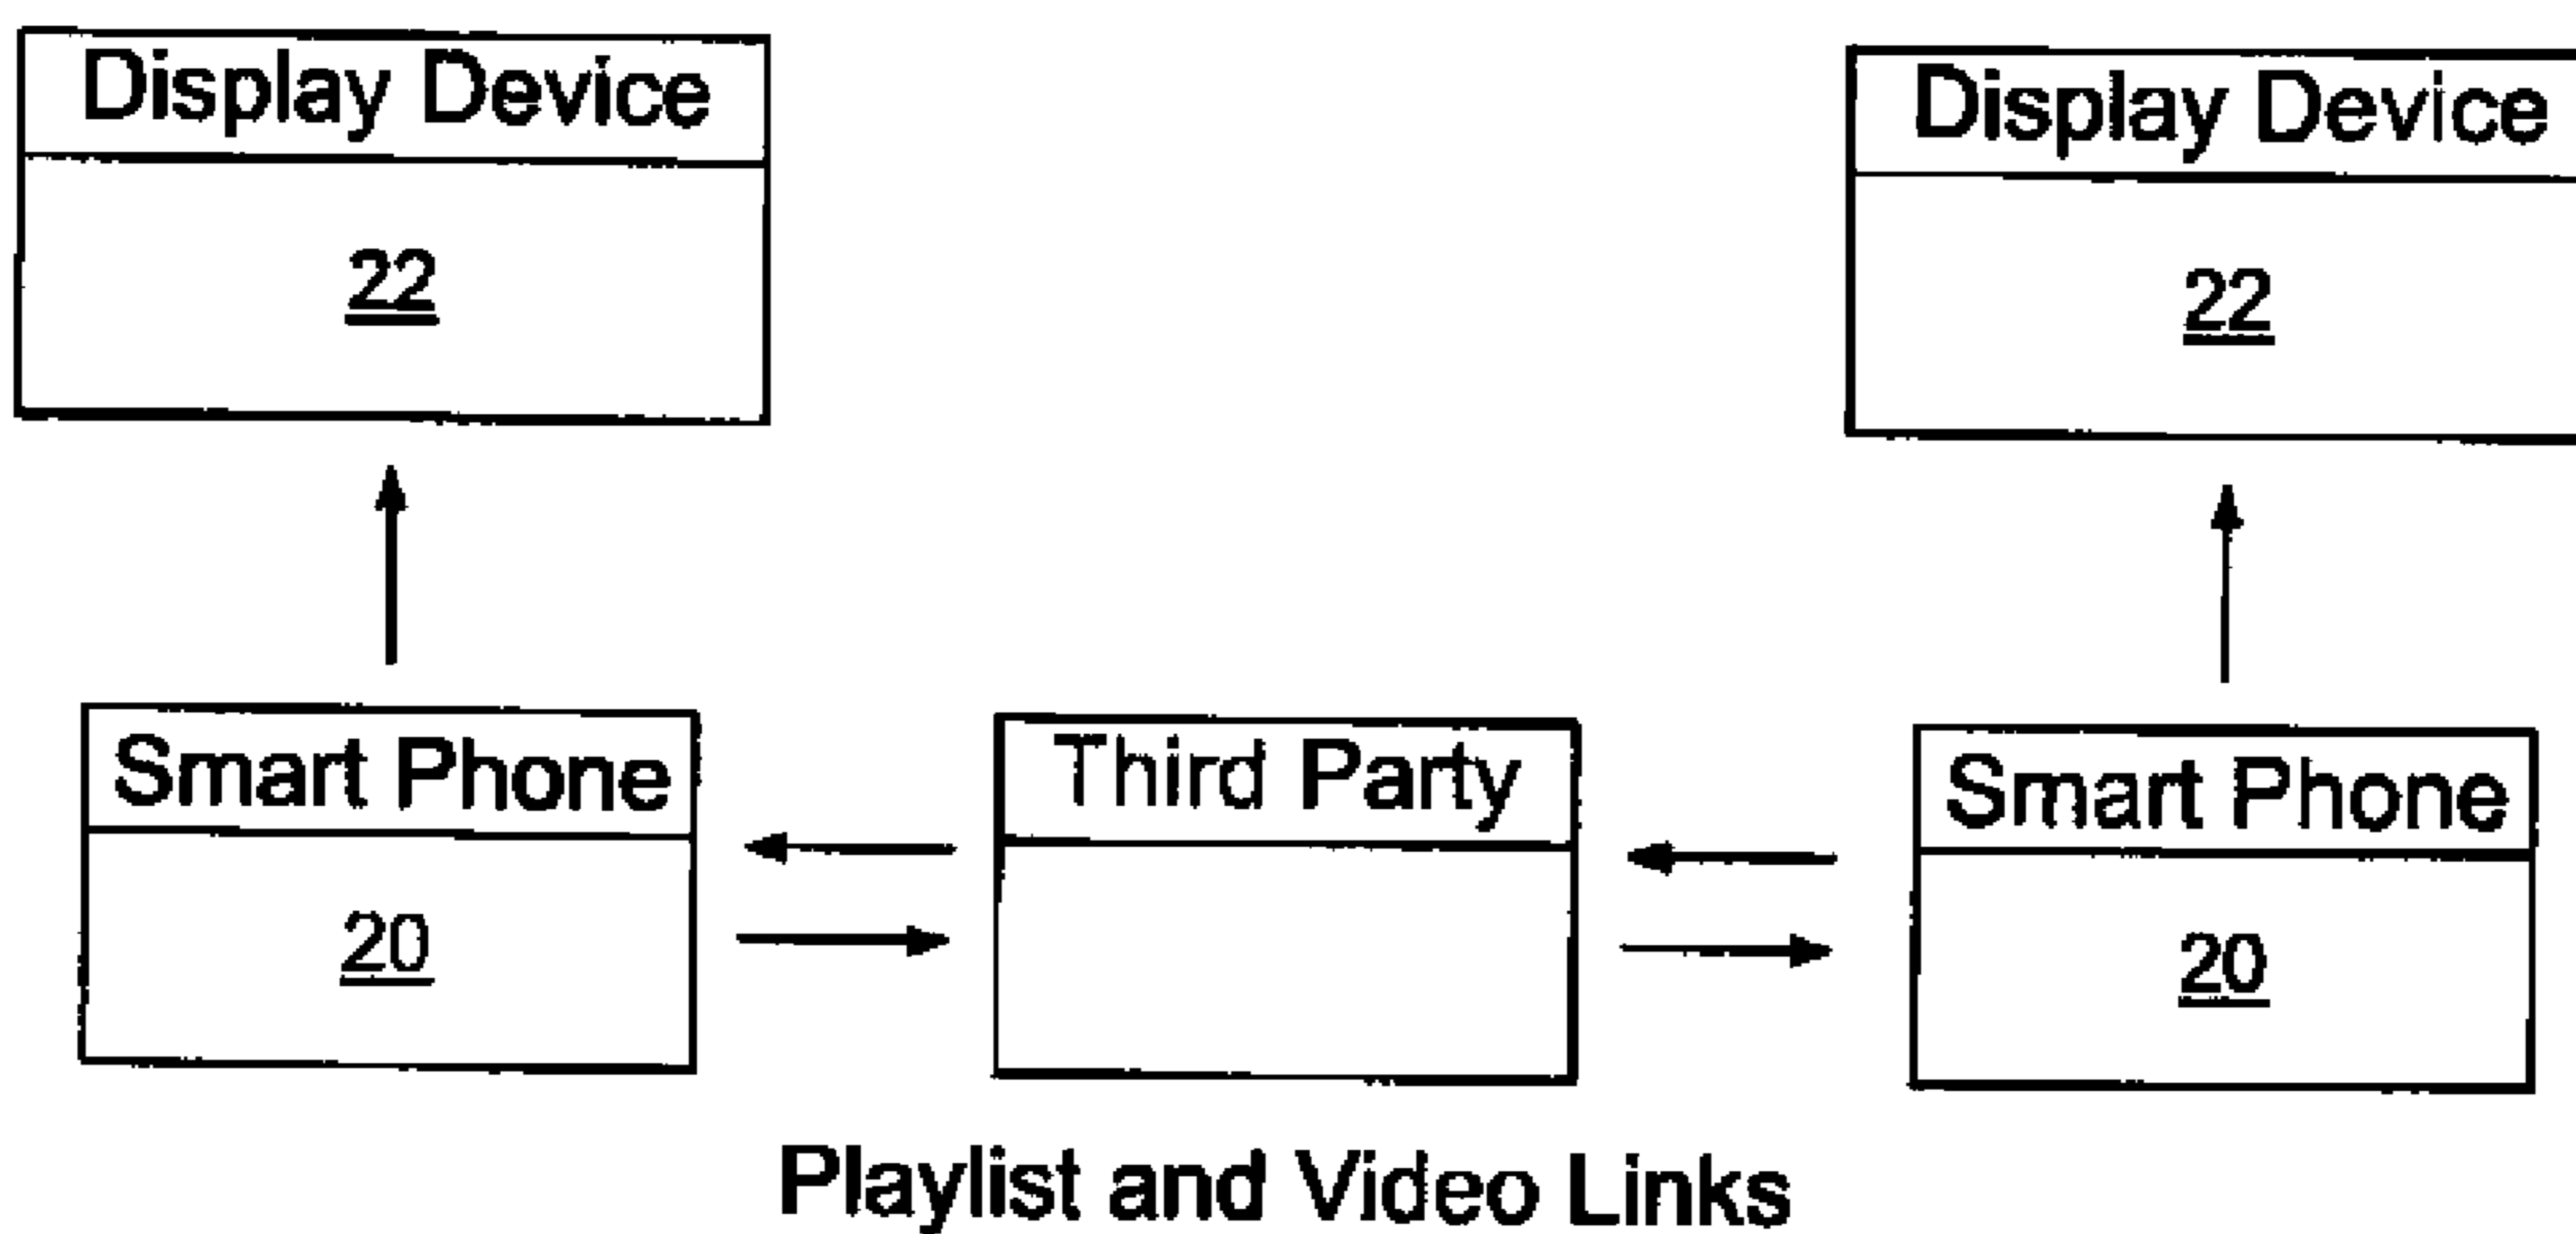 Display Device
22
Display Device
22
Smart Phone
20
Third Party
Smart Phone
20
Playlist and Video Links